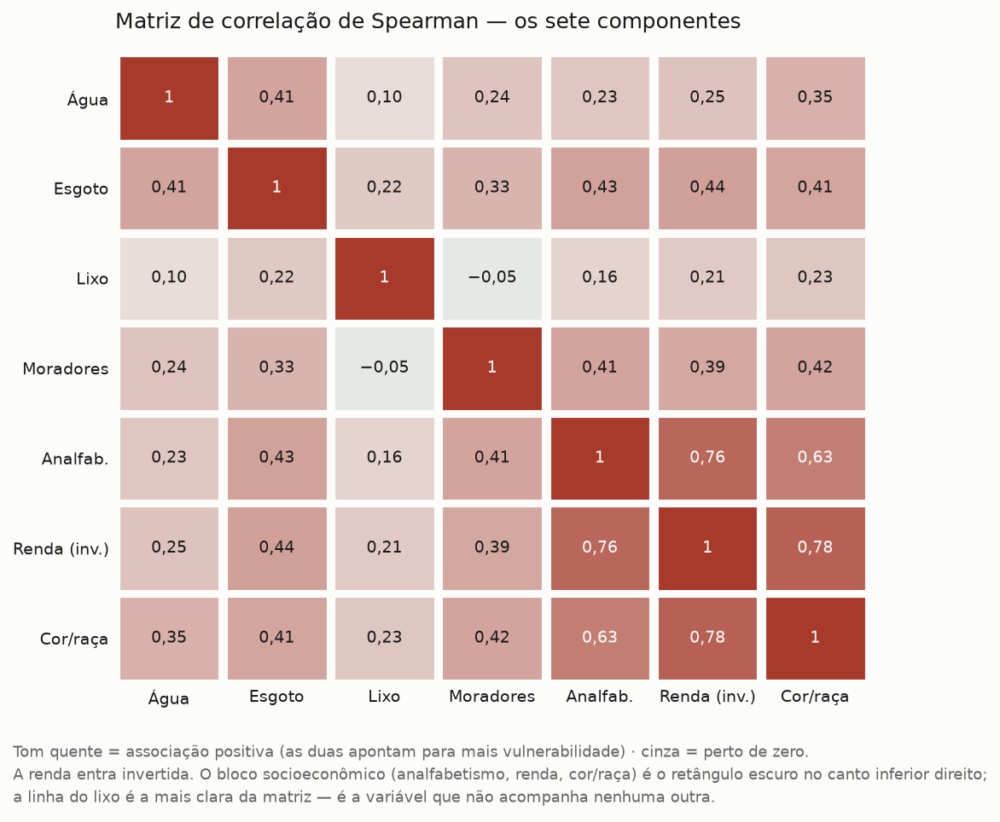 Matriz de correlação de Spearman — os sete componentes
Água 1 0,41 0,10 0,24 0,23 0,25 0,35
Esgoto 0,41 1 0,22 0,33 0,43 0,44 0,41
Lixo 0,10 0,22 1 −0,05 0,16 0,21 0,23
Moradores 0,24 0,33 −0,05 1 0,41 0,39 0,42
Analfab. 0,23 0,43 0,16 0,41 1 0,76 0,63
Renda (inv.) 0,25 0,44 0,21 0,39 0,76 1 0,78
Cor/raça 0,35 0,41 0,23 0,42 0,63 0,78 1
Água Esgoto Lixo Moradores Analfab. Renda (inv.) Cor/raça
Tom quente = associação positiva (as duas apontam para mais vulnerabilidade) · cinza = perto de zero.
A renda entra invertida. O bloco socioeconômico (analfabetismo, renda, cor/raça) é o retângulo escuro no canto inferior direito;
a linha do lixo é a mais clara da matriz — é a variável que não acompanha nenhuma outra.